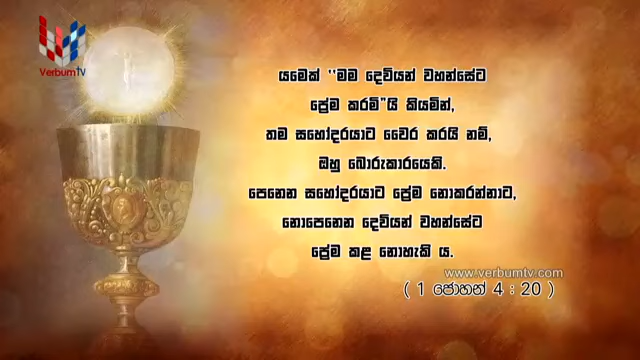 VerbumTV
යමෙක් ''මම දෙවියන් වහන්සේට
ප්‍රේම කරමි"යි කියමින්,
තම සහෝදරයාට වෛර කරයි නම්,
ඔහු බොරුකාරයෙකි.
පෙනෙන සහෝදරයාට ප්‍රේම නොකරන්නාට,
නොපෙනෙන දෙවියන් වහන්සේට
ප්‍රේම කළ නොහැකි ය.
www.verbumtv.com
( 1 ජොහන් 4 : 20 )